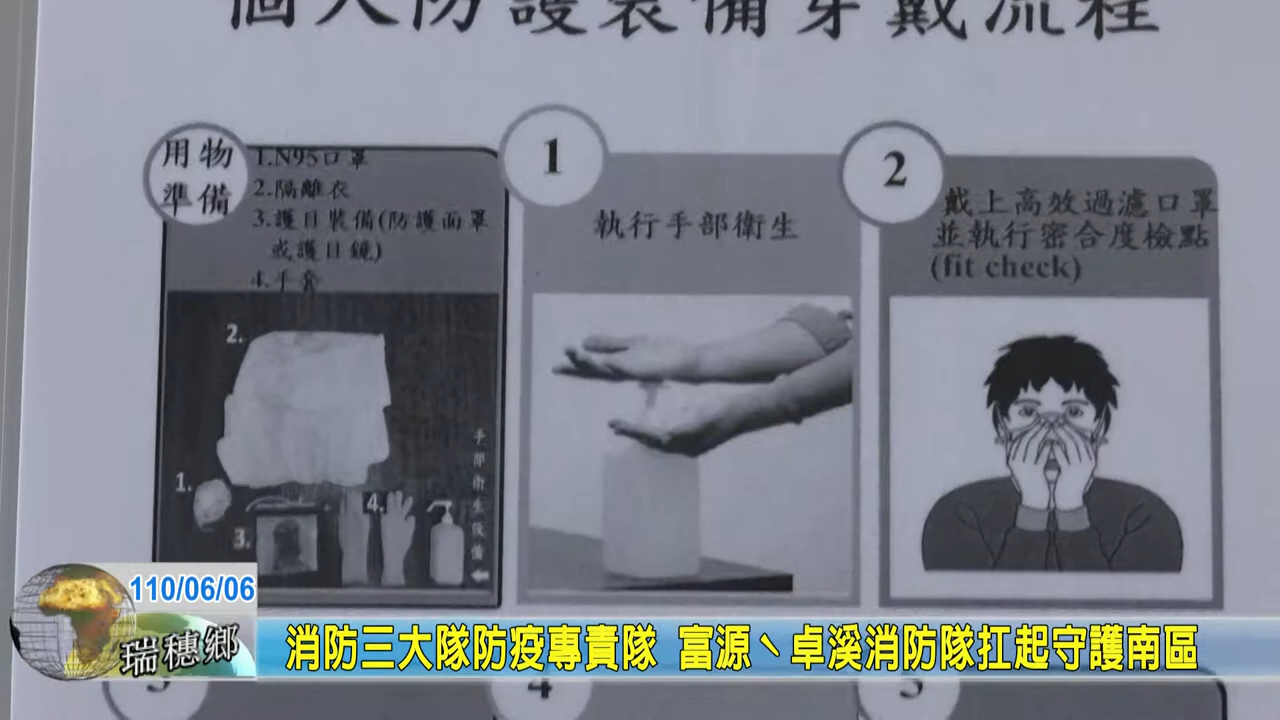 個人防護裝備穿戴流程
用物
準備
1.N95口罩
2.隔離衣
3.護目裝備(防護面罩
或護目鏡)
4.手套
2.
1.
3.
4.
手部衛生設備
1
執行手部衛生
2
戴上高效過濾口罩
並執行密合度檢點
(fit check)
110/06/06
瑞穗鄉
消防三大隊防疫專責隊 富源、卓溪消防隊扛起守護南區
3
4
5